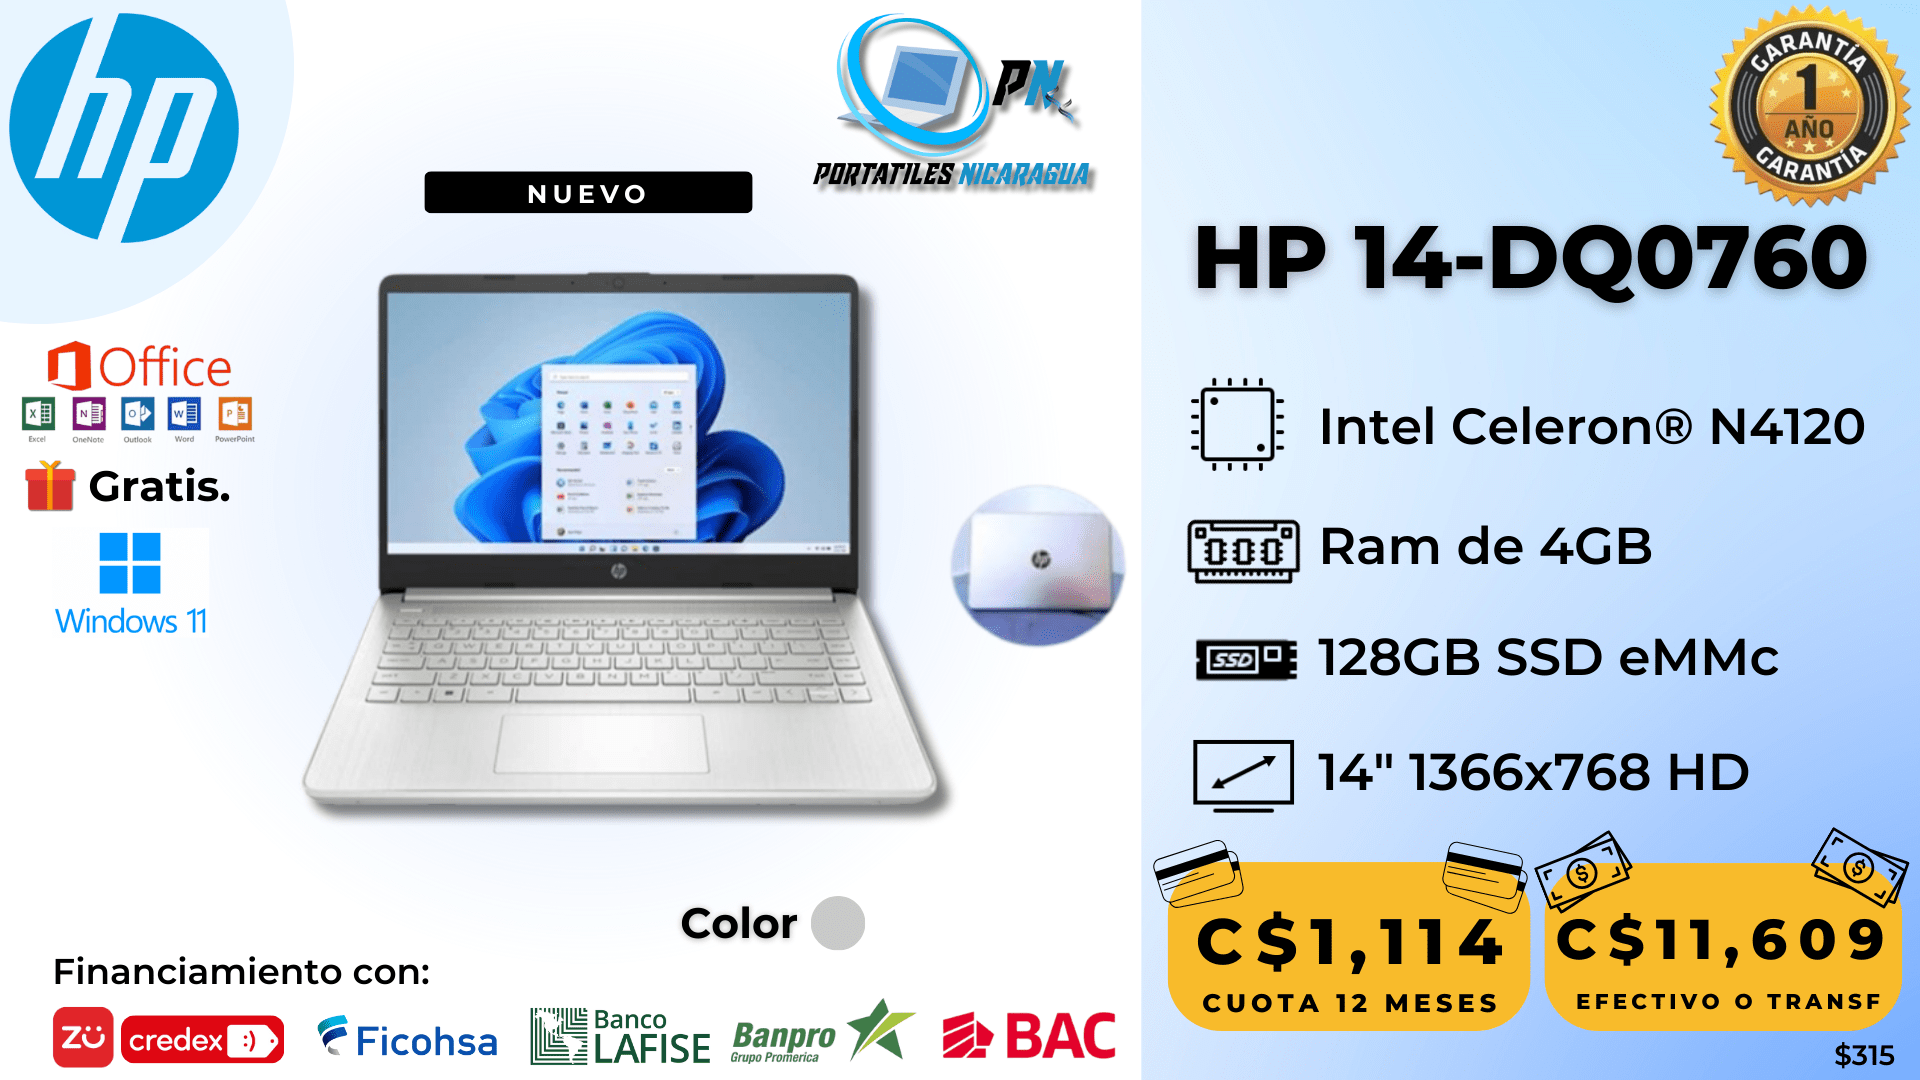 hp
PN
PORTATILES NICARAGUA
NUEVO
GARANTÍA
1
AÑO
GARANTÍA
HP 14-DQ0760
Office
Excel
OneNote
Outlook
Word
PowerPoint
Gratis.
Windows 11
Intel Celeron® N4120
Ram de 4GB
SSD
128GB SSD eMMc
14" 1366x768 HD
Color
C$1,114
CUOTA 12 MESES
C$11,609
EFECTIVO O TRANSF
$315
Financiamiento con:
zü
credex :)
Ficohsa
Banco
LAFISE
Banpro
Grupo Promerica
BAC